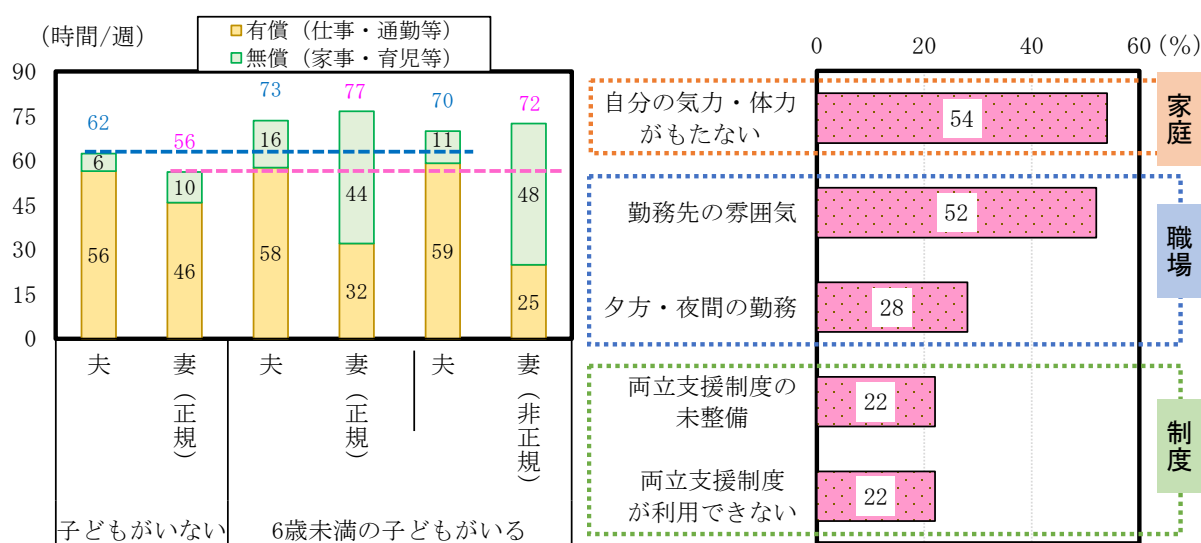 (時間/週)
有償(仕事・通勤等)
無償(家事・育児等)
90
75
60
45
30
15
0
62
6
56
56
10
46
73
16
58
77
44
32
70
11
59
72
48
25
夫
妻(正規)
夫
妻(正規)
夫
妻(非正規)
子どもがいない
6歳未満の子どもがいる
0
20
40
60
(%)
自分の気力・体力
がもたない
54
家庭
勤務先の雰囲気
52
夕方・夜間の勤務
28
職場
両立支援制度の
未整備
22
両立支援制度
が利用できない
22
制度